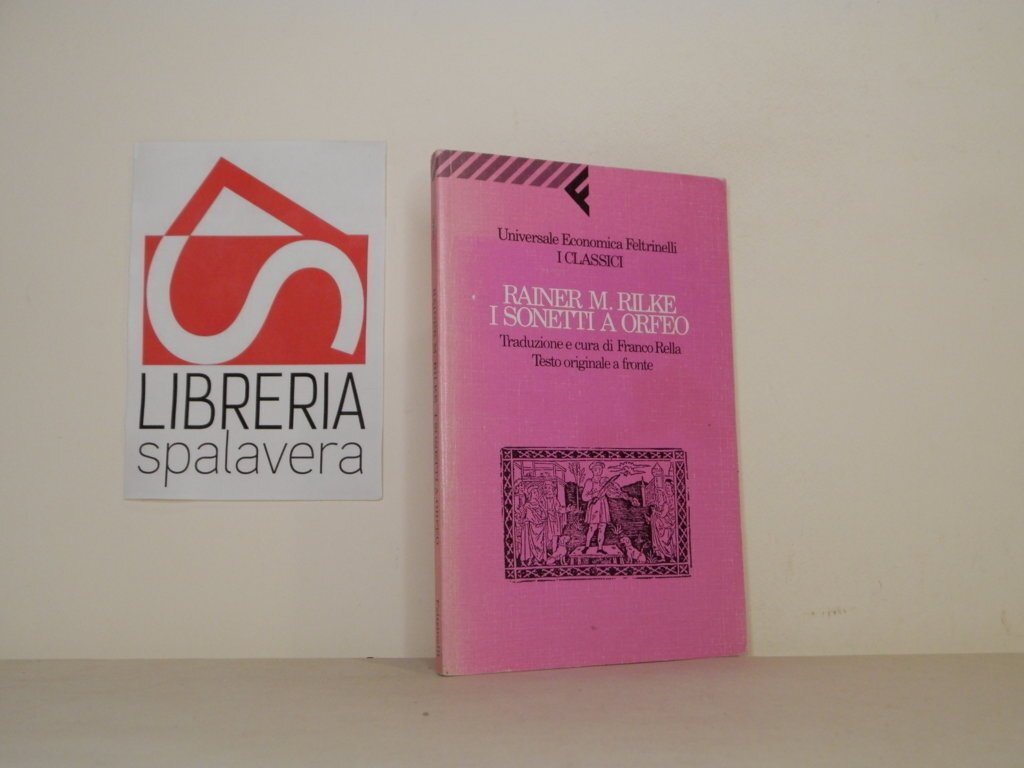 LIBRERIA
spalavera
Universale Economica Feltrinelli
I CLASSICI
RAINER M. RILKE
I SONETTI A ORFEO
Traduzione e cura di Franco Rella
Testo originale a fronte